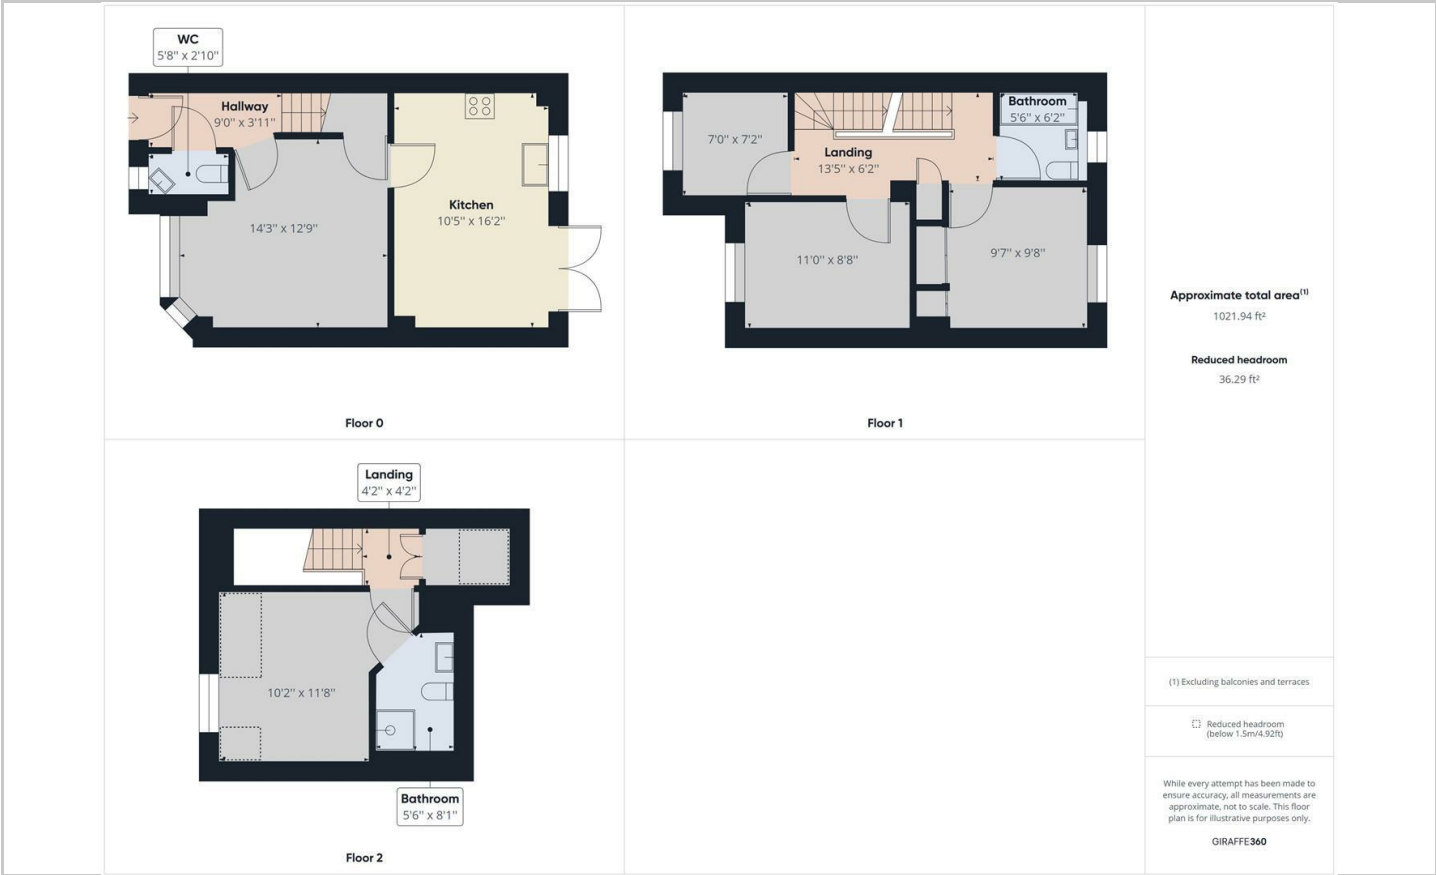 WC
5'8" x 2'10"
Hallway
9'0" x 3'11"
14'3" x 12'9"
Kitchen
10'5" x 16'2"
Floor 0
7'0" x 7'2"
Landing
13'5" x 6'2"
Bathroom
5'6" x 6'2"
11'0" x 8'8"
9'7" x 9'8"
Floor 1
Landing
4'2" x 4'2"
10'2" x 11'8"
Bathroom
5'6" x 8'1"
Floor 2
Approximate total area(1)
1021.94 ft²
Reduced headroom
36.29 ft²
(1) Excluding balconies and terraces
Reduced headroom
(below 1.5m/4.92ft)
While every attempt has been made to
ensure accuracy, all measurements are
approximate, not to scale. This floor
plan is for illustrative purposes only.
GIRAFFE360